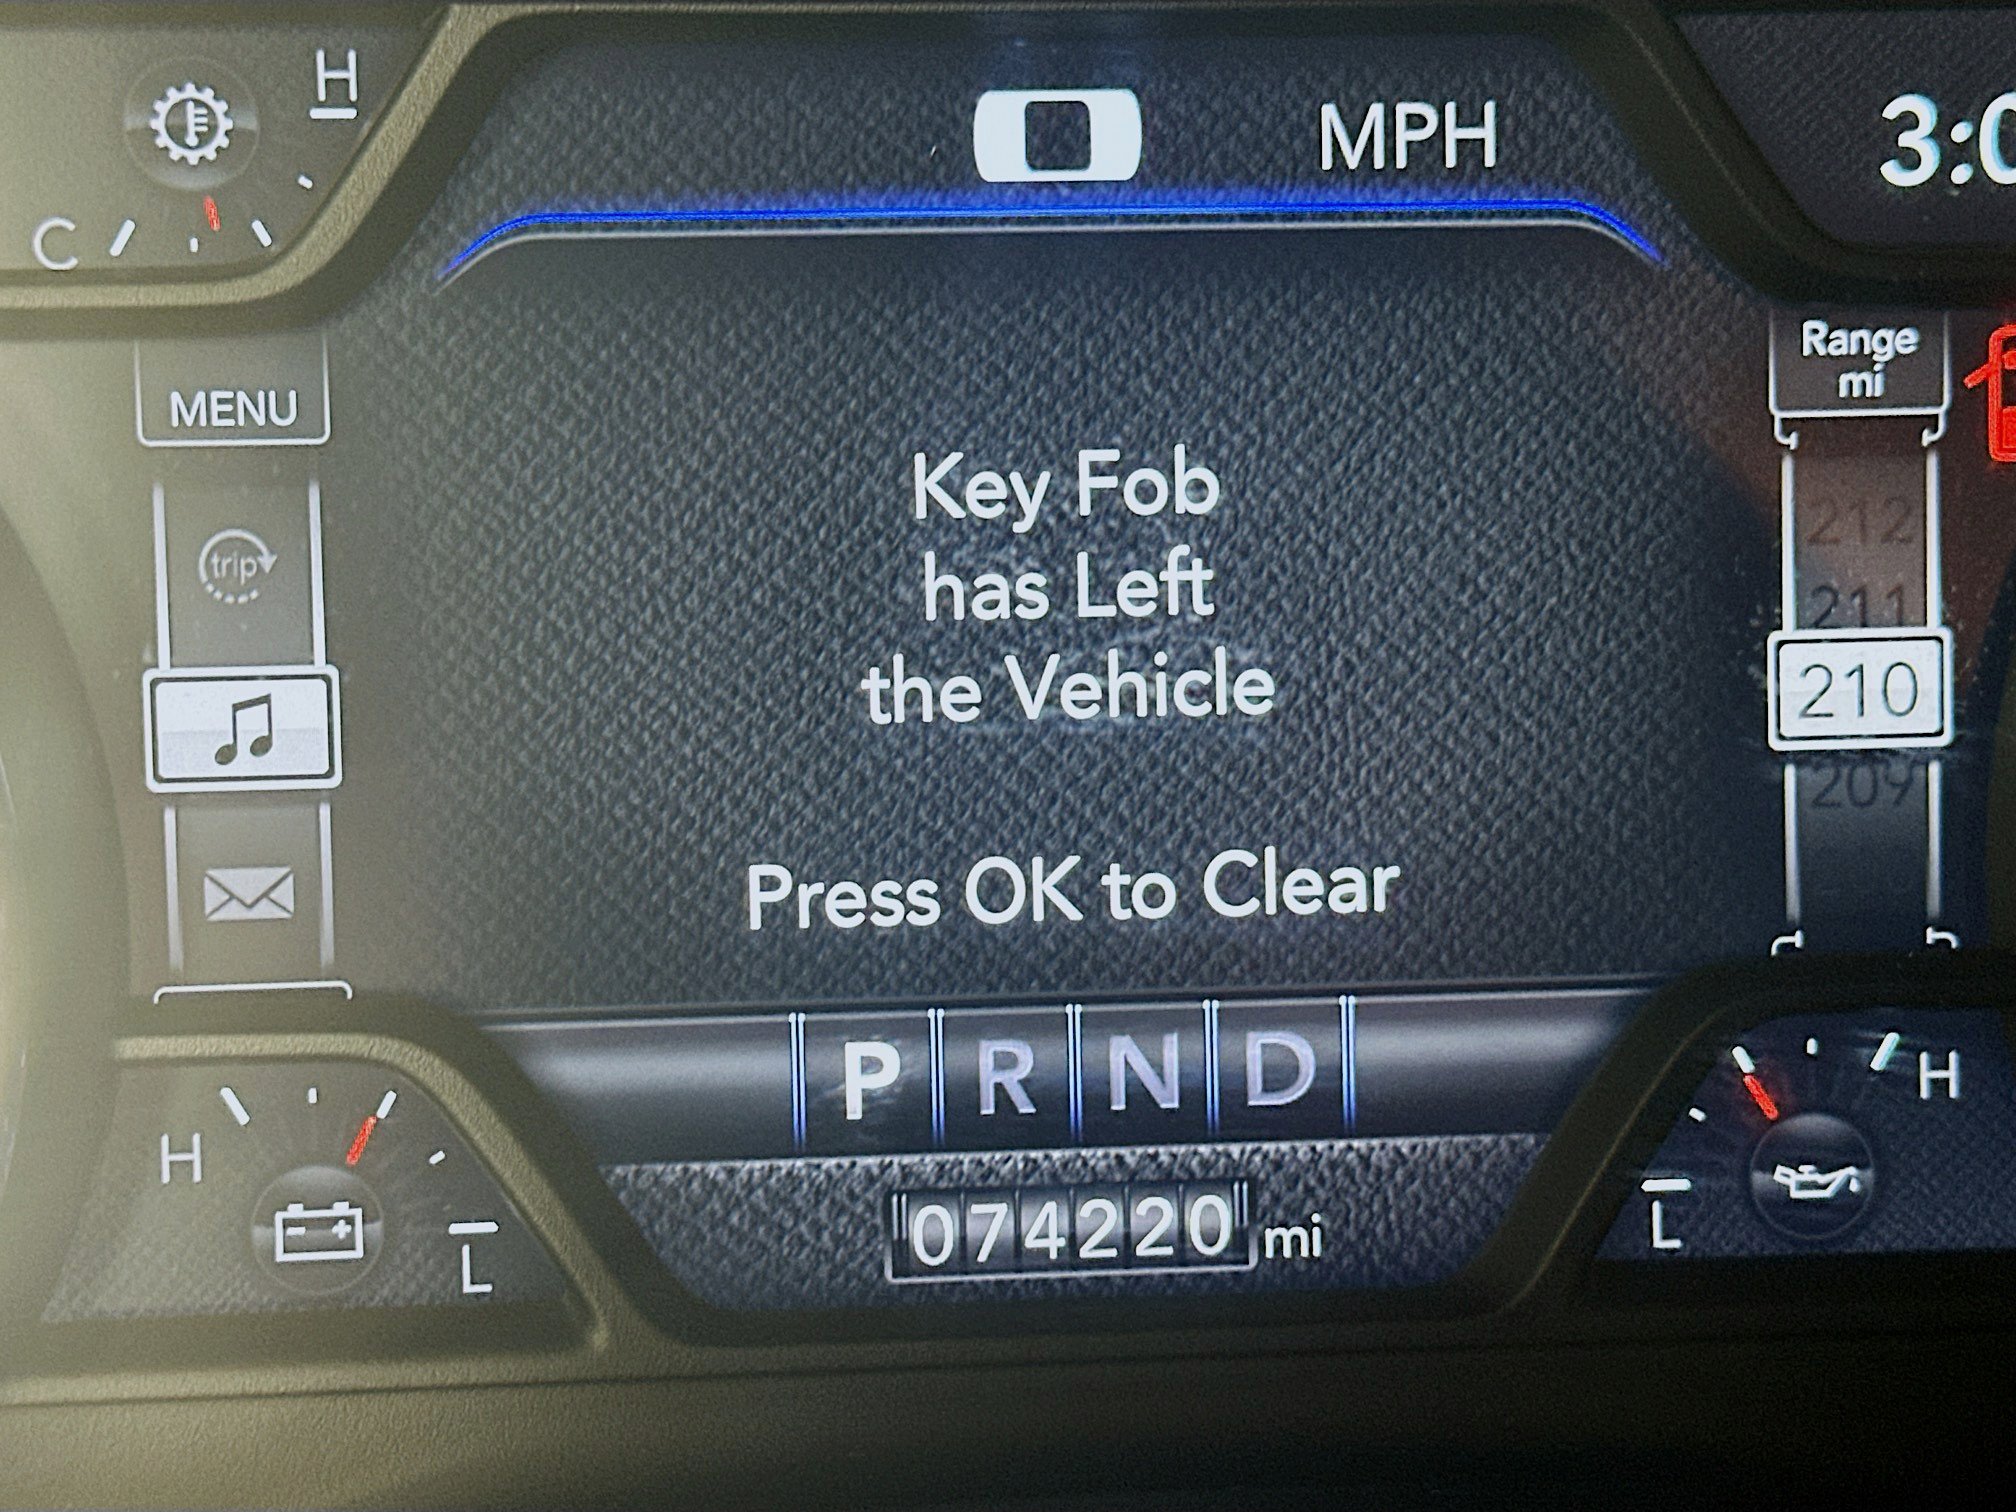 H
C
0 MPH
3:0
MENU
Range
mi
trip
212
211
210
209
Key Fob
has Left
the Vehicle
Press OK to Clear
P R N D
H
L
074220 mi
H
L